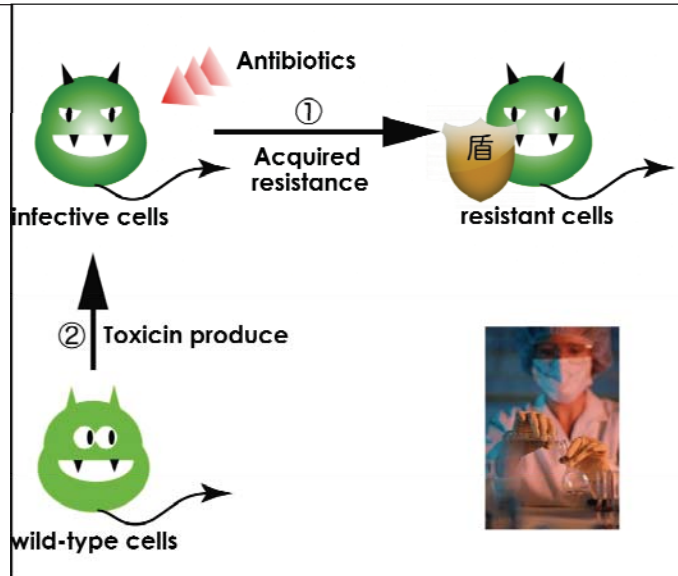 Antibiotics
①
Acquired
resistance
盾
infective cells
resistant cells
② Toxicin produce
wild-type cells